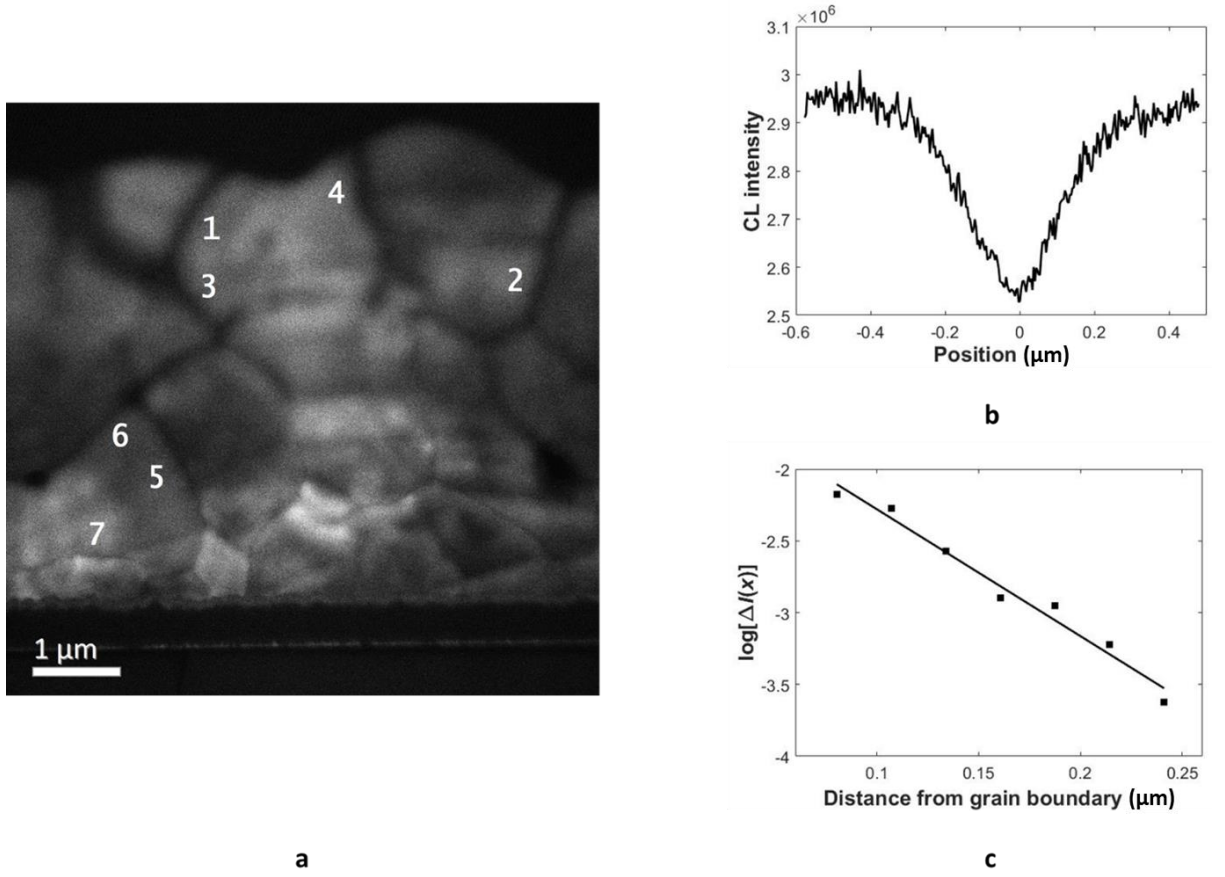 4
1
3
2
6
5
7
1 μm
a
×10⁶
3.1
3
2.9
2.8
2.7
2.6
2.5
CL intensity
-0.6 -0.4 -0.2 0 0.2 0.4
Position (μm)
b
-2
-2.5
-3
-3.5
-4
log[ΔI(x)]
0.1 0.15 0.2 0.25
Distance from grain boundary (μm)
c